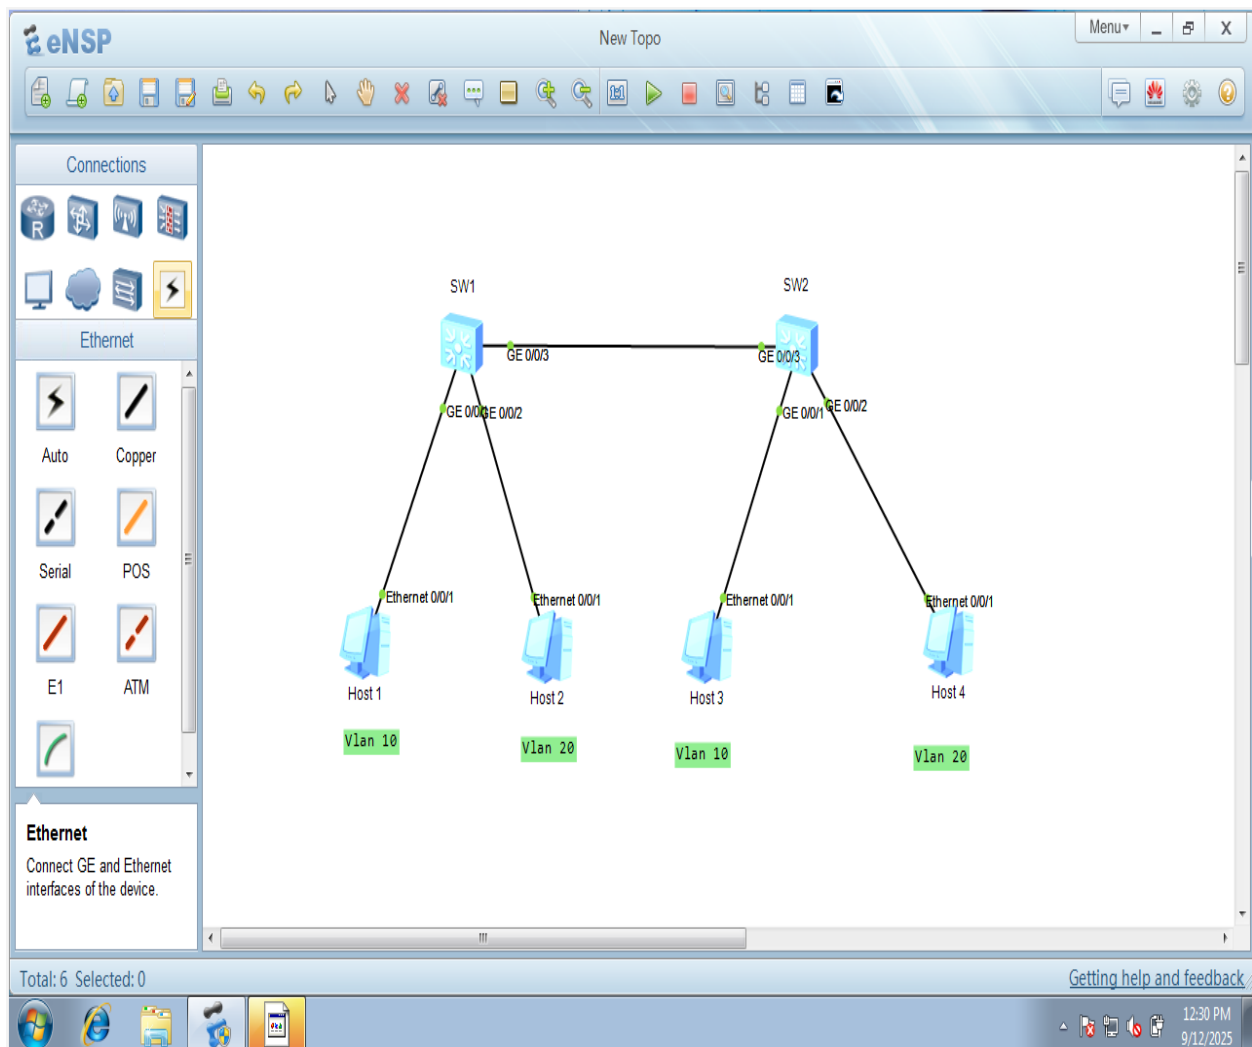 eNSP
New Topo
Menu
Connections
R
Ethernet
Auto
Copper
Serial
POS
E1
ATM
Ethernet
Connect GE and Ethernet
interfaces of the device.
SW1
SW2
GE 0/0/3
GE 0/0/3
GE 0/0/1
GE 0/0/2
GE 0/0/1
GE 0/0/2
Ethernet 0/0/1
Ethernet 0/0/1
Ethernet 0/0/1
Ethernet 0/0/1
Host 1
Host 2
Host 3
Host 4
Vlan 10
Vlan 20
Vlan 10
Vlan 20
Total: 6 Selected: 0
Getting help and feedback
12:30 PM
9/12/2025